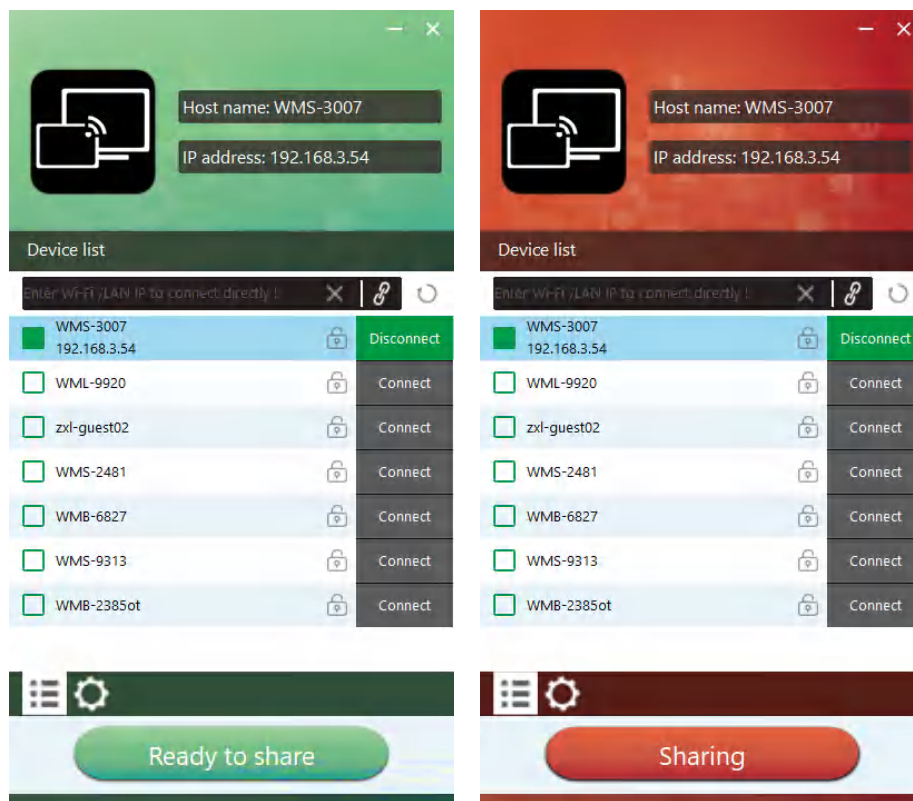 Host name: WMS-3007
IP address: 192.168.3.54
Device list
Enter Wi-Fi /LAN IP to connect directly !
WMS-3007
192.168.3.54
Disconnect
WML-9920
Connect
zxl-guest02
Connect
WMS-2481
Connect
WMB-6827
Connect
WMS-9313
Connect
WMB-2385ot
Connect
Ready to share
Host name: WMS-3007
IP address: 192.168.3.54
Device list
Enter Wi-Fi /LAN IP to connect directly !
WMS-3007
192.168.3.54
Disconnect
WML-9920
Connect
zxl-guest02
Connect
WMS-2481
Connect
WMB-6827
Connect
WMS-9313
Connect
WMB-2385ot
Connect
Sharing